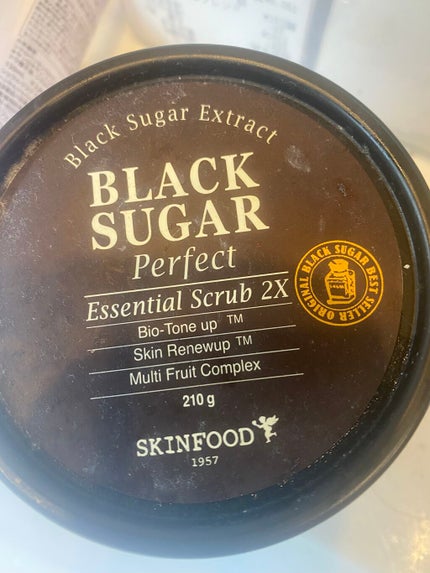 Black Sugar Extract
BLACK
SUGAR
Perfect
Essential Scrub 2X
Bio-Tone up ™
Skin Renewup ™
Multi Fruit Complex
210 g
SKINFOOD
1957
ORIGINAL BLACK SUGAR BEST SELLER